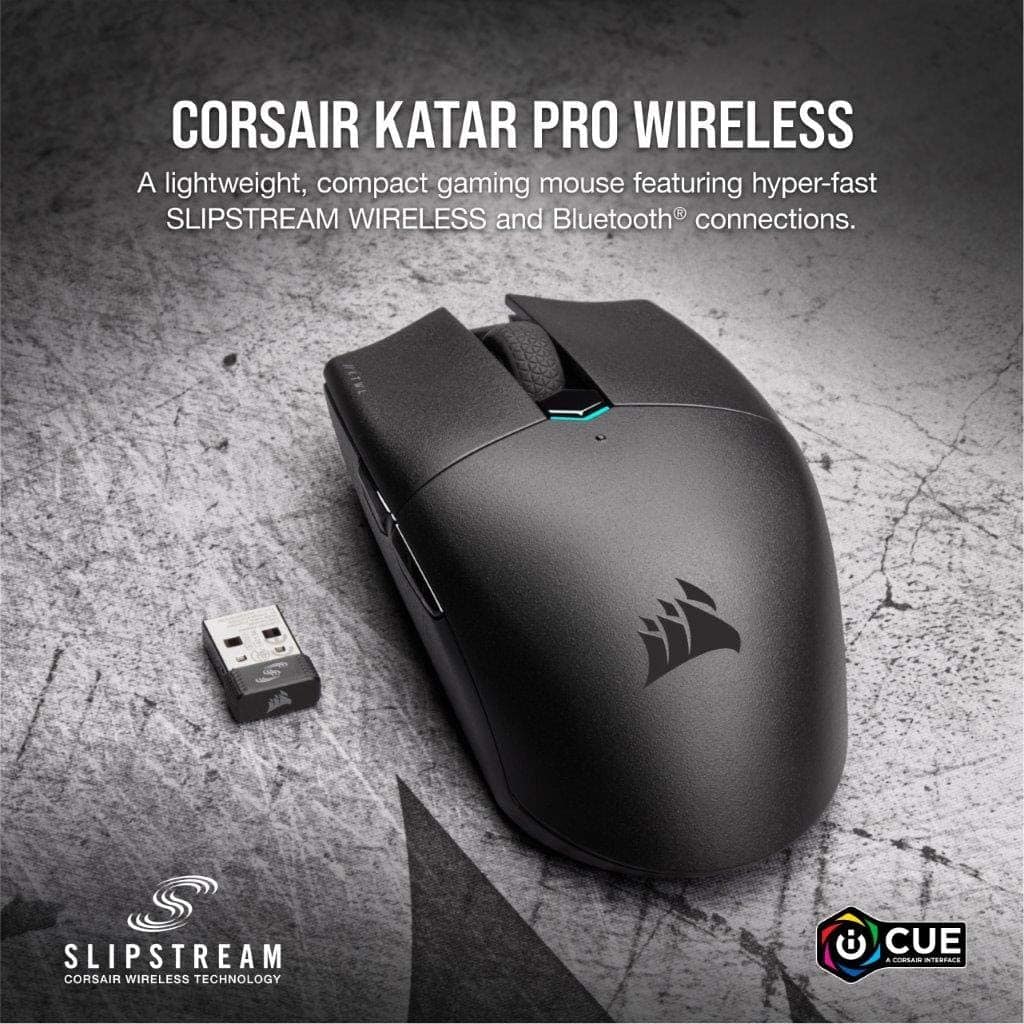 CORSAIR KATAR PRO WIRELESS
A lightweight, compact gaming mouse featuring hyper-fast
SLIPSTREAM WIRELESS and Bluetooth® connections.
KATAR
SLIPSTREAM
CORSAIR WIRELESS TECHNOLOGY
CUE
A CORSAIR INTERFACE